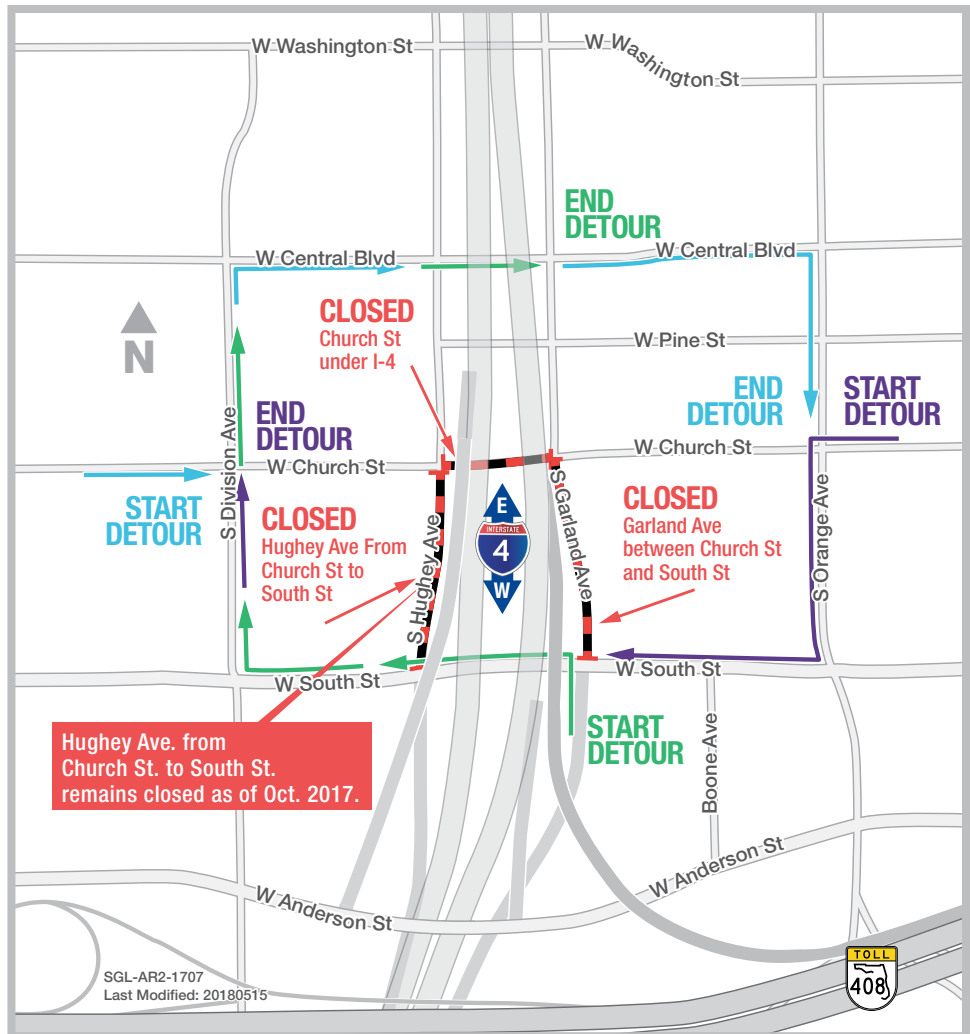 W Washington St
W Washington St
END
DETOUR
W Central Blvd
W Central Blvd
CLOSED
Church St
under I-4
N
W Pine St
END
DETOUR
START
DETOUR
END
DETOUR
S Division Ave
W Church St
W Church St
START
DETOUR
CLOSED
Hughey Ave From
Church St to
South St
S Hughey Ave
E
INTERSTATE
4
W
S Garland Ave
CLOSED
Garland Ave
between Church St
and South St
S Orange Ave
W South St
W South St
START
DETOUR
Boone Ave
Hughey Ave. from
Church St. to South St.
remains closed as of Oct. 2017.
W Anderson St
W Anderson St
SGL-AR2-1707
Last Modified: 20180515
TOLL
408